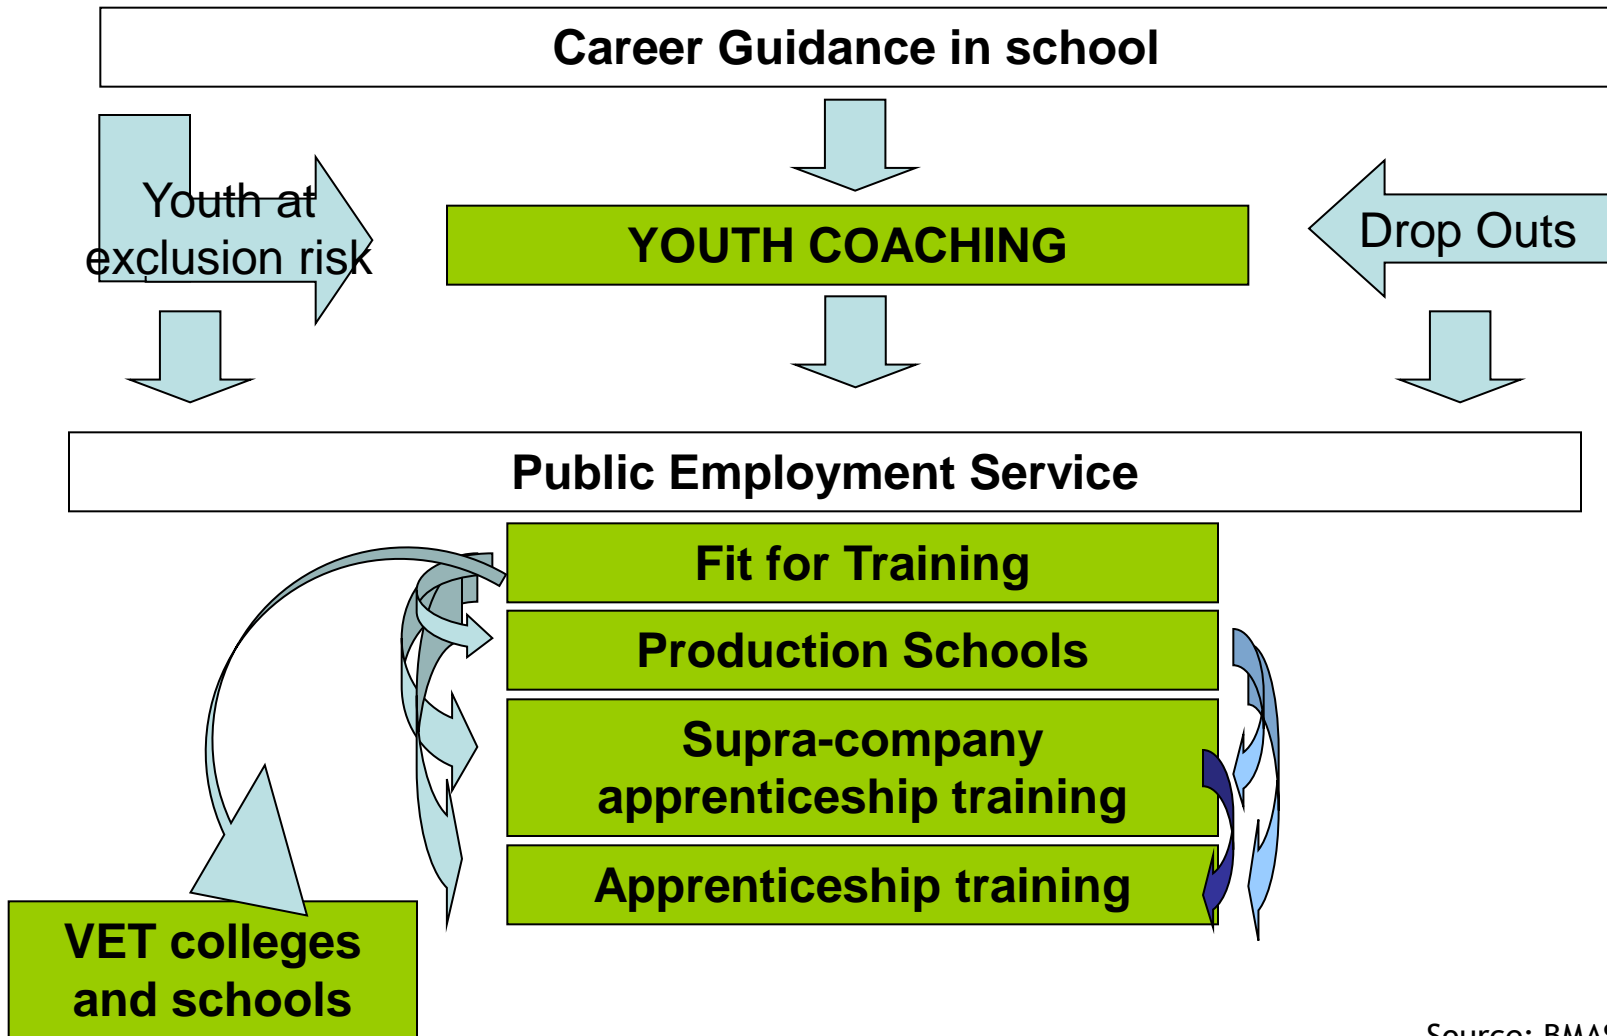 Career Guidance in school
Youth at
exclusion risk
YOUTH COACHING
Drop Outs
Public Employment Service
Fit for Training
Production Schools
Supra-company
apprenticeship training
Apprenticeship training
VET colleges
and schools
Source: